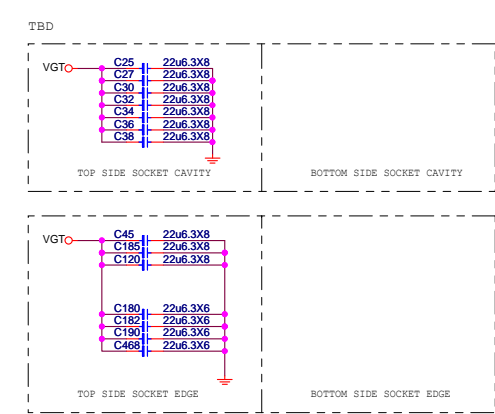 TBD
VGT
C25 22u6.3X8
C27 22u6.3X8
C30 22u6.3X8
C32 22u6.3X8
C34 22u6.3X8
C36 22u6.3X8
C38 22u6.3X8
TOP SIDE SOCKET CAVITY BOTTOM SIDE SOCKET CAVITY
VGT
C45 22u6.3X8
C185 22u6.3X8
C120 22u6.3X8
C180 22u6.3X6
C182 22u6.3X6
C190 22u6.3X6
C468 22u6.3X6
TOP SIDE SOCKET EDGE BOTTOM SIDE SOCKET EDGE